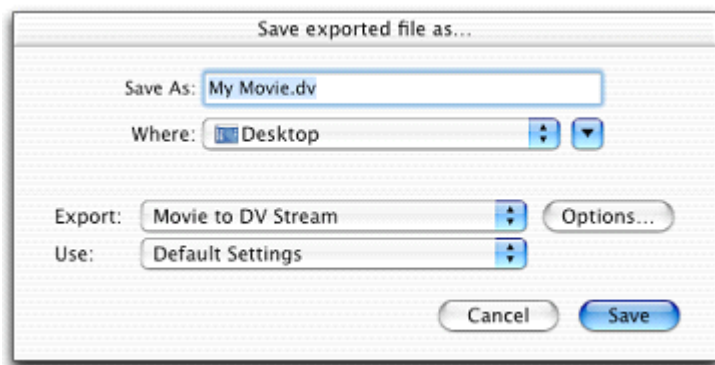 Save exported file as...
Save As: My Movie.dv
Where: Desktop
Export: Movie to DV Stream Options...
Use: Default Settings
Cancel Save